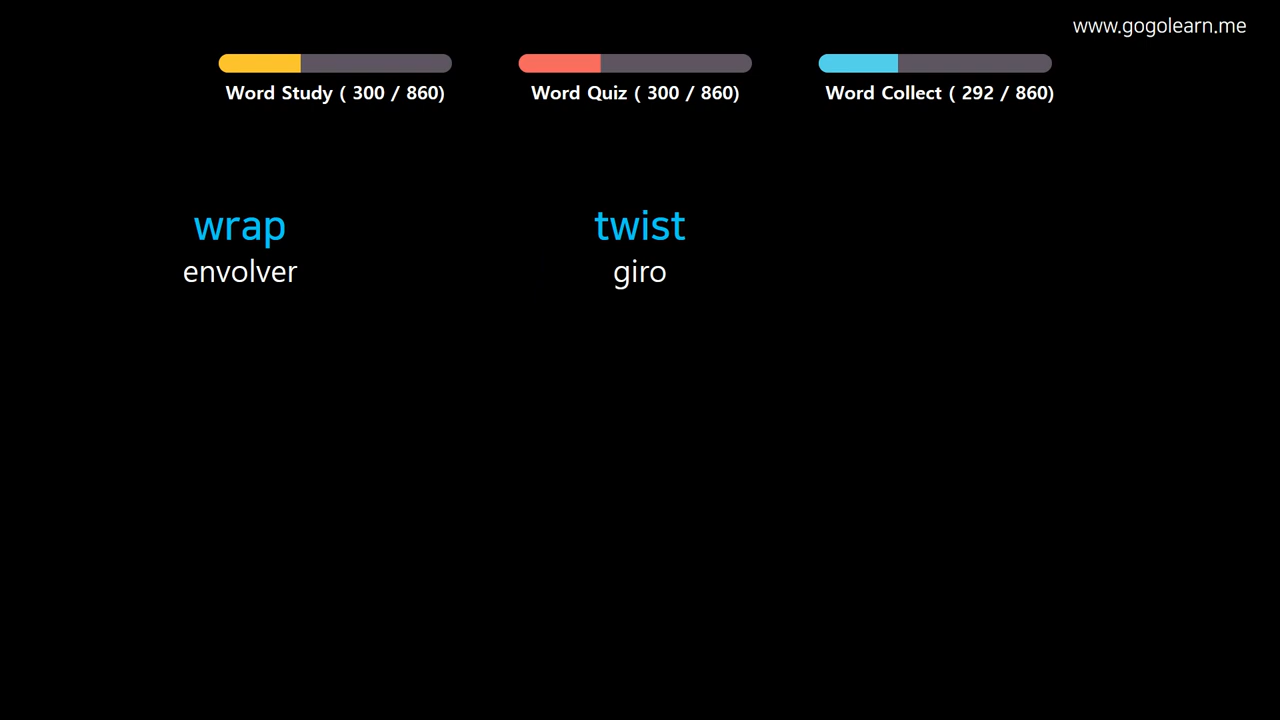 www.gogolearn.me
Word Study ( 300 / 860)
Word Quiz ( 300 / 860)
Word Collect ( 292 / 860)
wrap
envolver
twist
giro